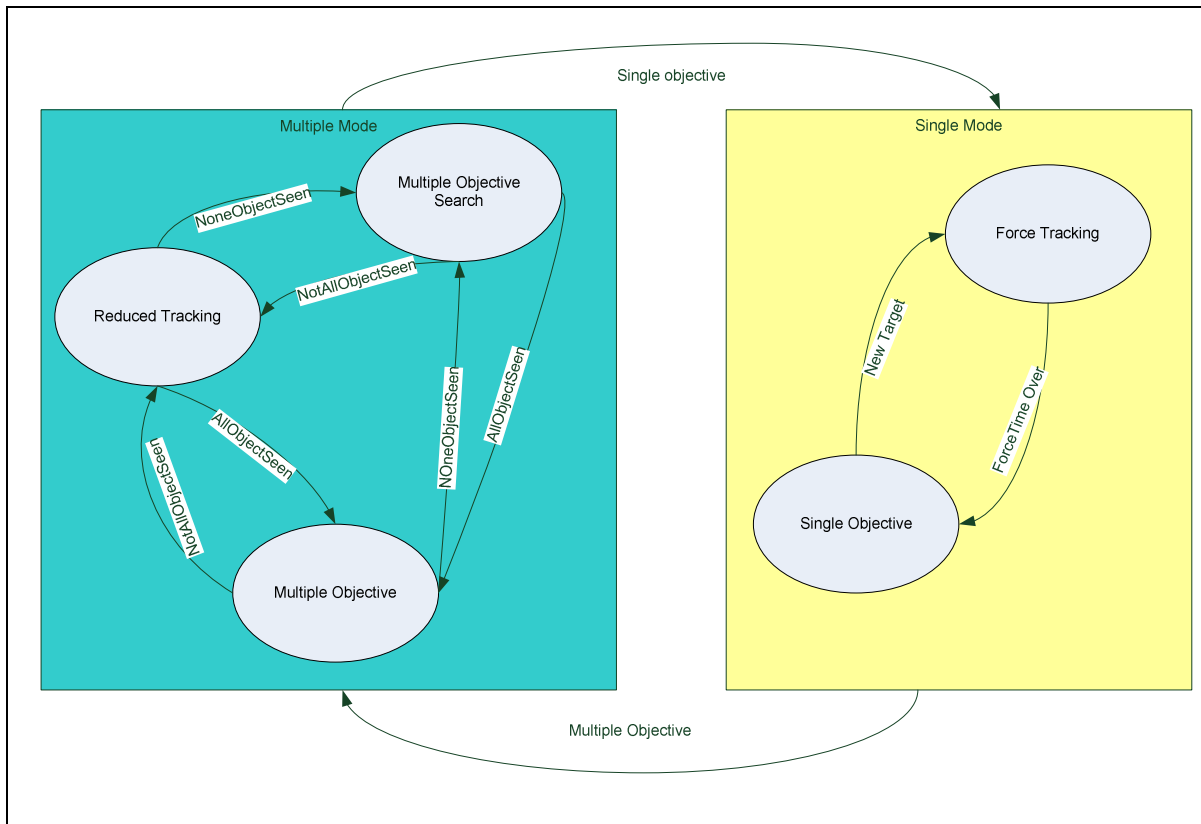 Single objective
Multiple Mode
Single Mode
Multiple Objective
Search
NoneObjectSeen
Force Tracking
NotAllObjectSeen
Reduced Tracking
New Target
AllObjectSeen
NOneObjectSeen
ForceTime Over
AllObjectSeen
NotAllObjectSeen
Single Objective
Multiple Objective
Multiple Objective